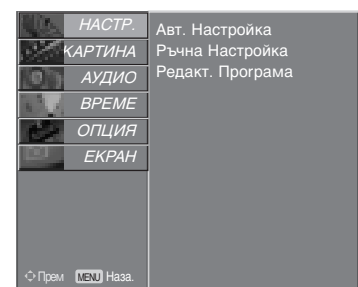 НАСТР.
КАРТИНА
АУДИО
ВРЕМЕ
ОПЦИЯ
ЕКРАН
Авт. Настройка
Ръчна Настройка
Редакт. Програма
Прем
MENU Наза.